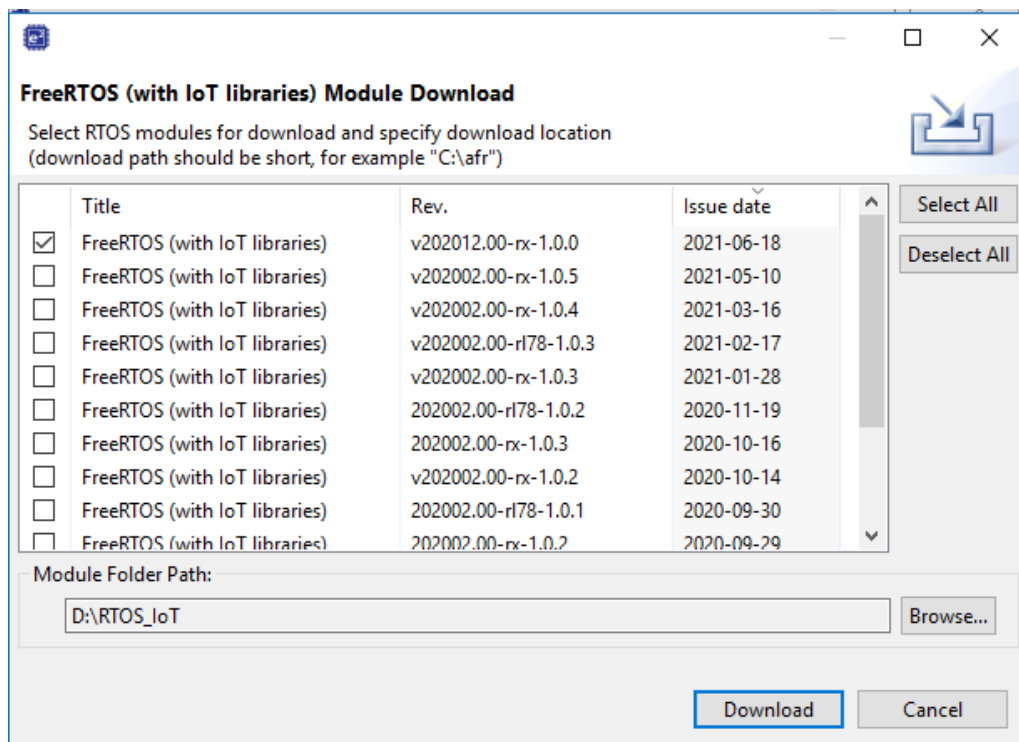 FreeRTOS (with IoT libraries) Module Download
Select RTOS modules for download and specify download location
(download path should be short, for example "C:\afr")
Title Rev. Issue date
FreeRTOS (with IoT libraries) v202012.00-rx-1.0.0 2021-06-18
FreeRTOS (with IoT libraries) v202002.00-rx-1.0.5 2021-05-10
FreeRTOS (with IoT libraries) v202002.00-rx-1.0.4 2021-03-16
FreeRTOS (with IoT libraries) v202002.00-rl78-1.0.3 2021-02-17
FreeRTOS (with IoT libraries) v202002.00-rx-1.0.3 2021-01-28
FreeRTOS (with IoT libraries) 202002.00-rl78-1.0.2 2020-11-19
FreeRTOS (with IoT libraries) 202002.00-rx-1.0.3 2020-10-16
FreeRTOS (with IoT libraries) v202002.00-rx-1.0.2 2020-10-14
FreeRTOS (with IoT libraries) 202002.00-rl78-1.0.1 2020-09-30
FreeRTOS (with IoT libraries) 202002.00-rx-1.0.2 2020-09-29
Select All
Deselect All
Module Folder Path:
D:\RTOS_IoT
Browse...
Download
Cancel